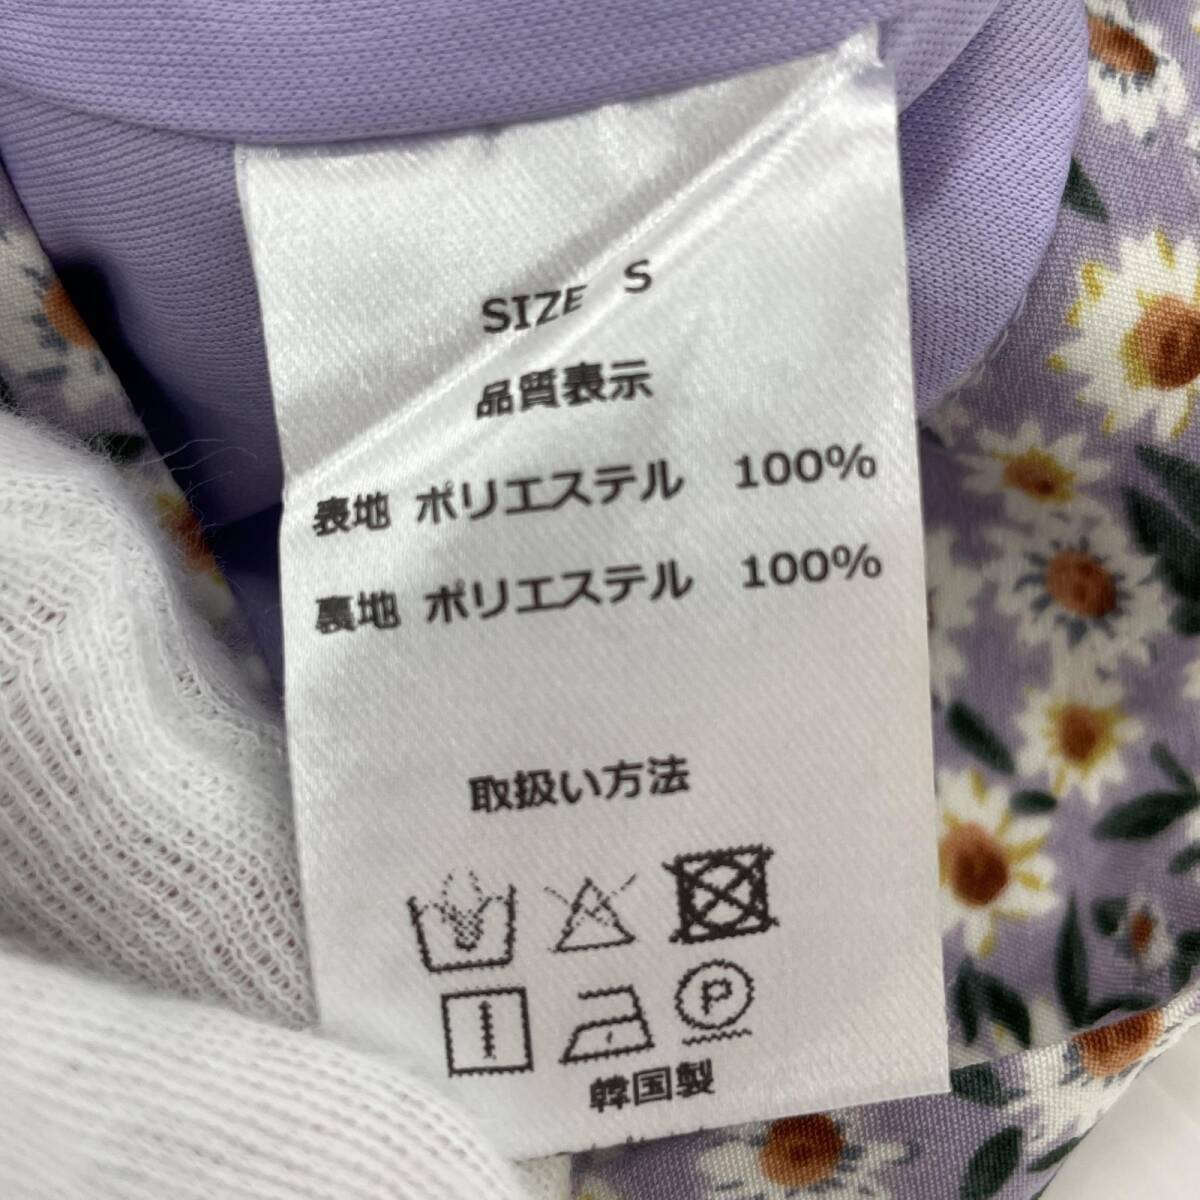 SIZE S
品質表示
表地 ポリエステル 100%
裏地 ポリエステル 100%
取扱い方法
P
韓国製